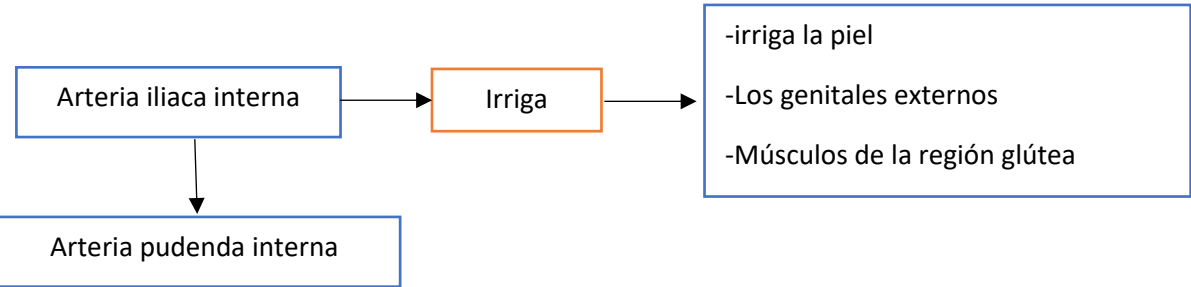 Arteria iliaca interna
Irriga
-irriga la piel
-Los genitales externos
-Músculos de la región glútea
Arteria pudenda interna